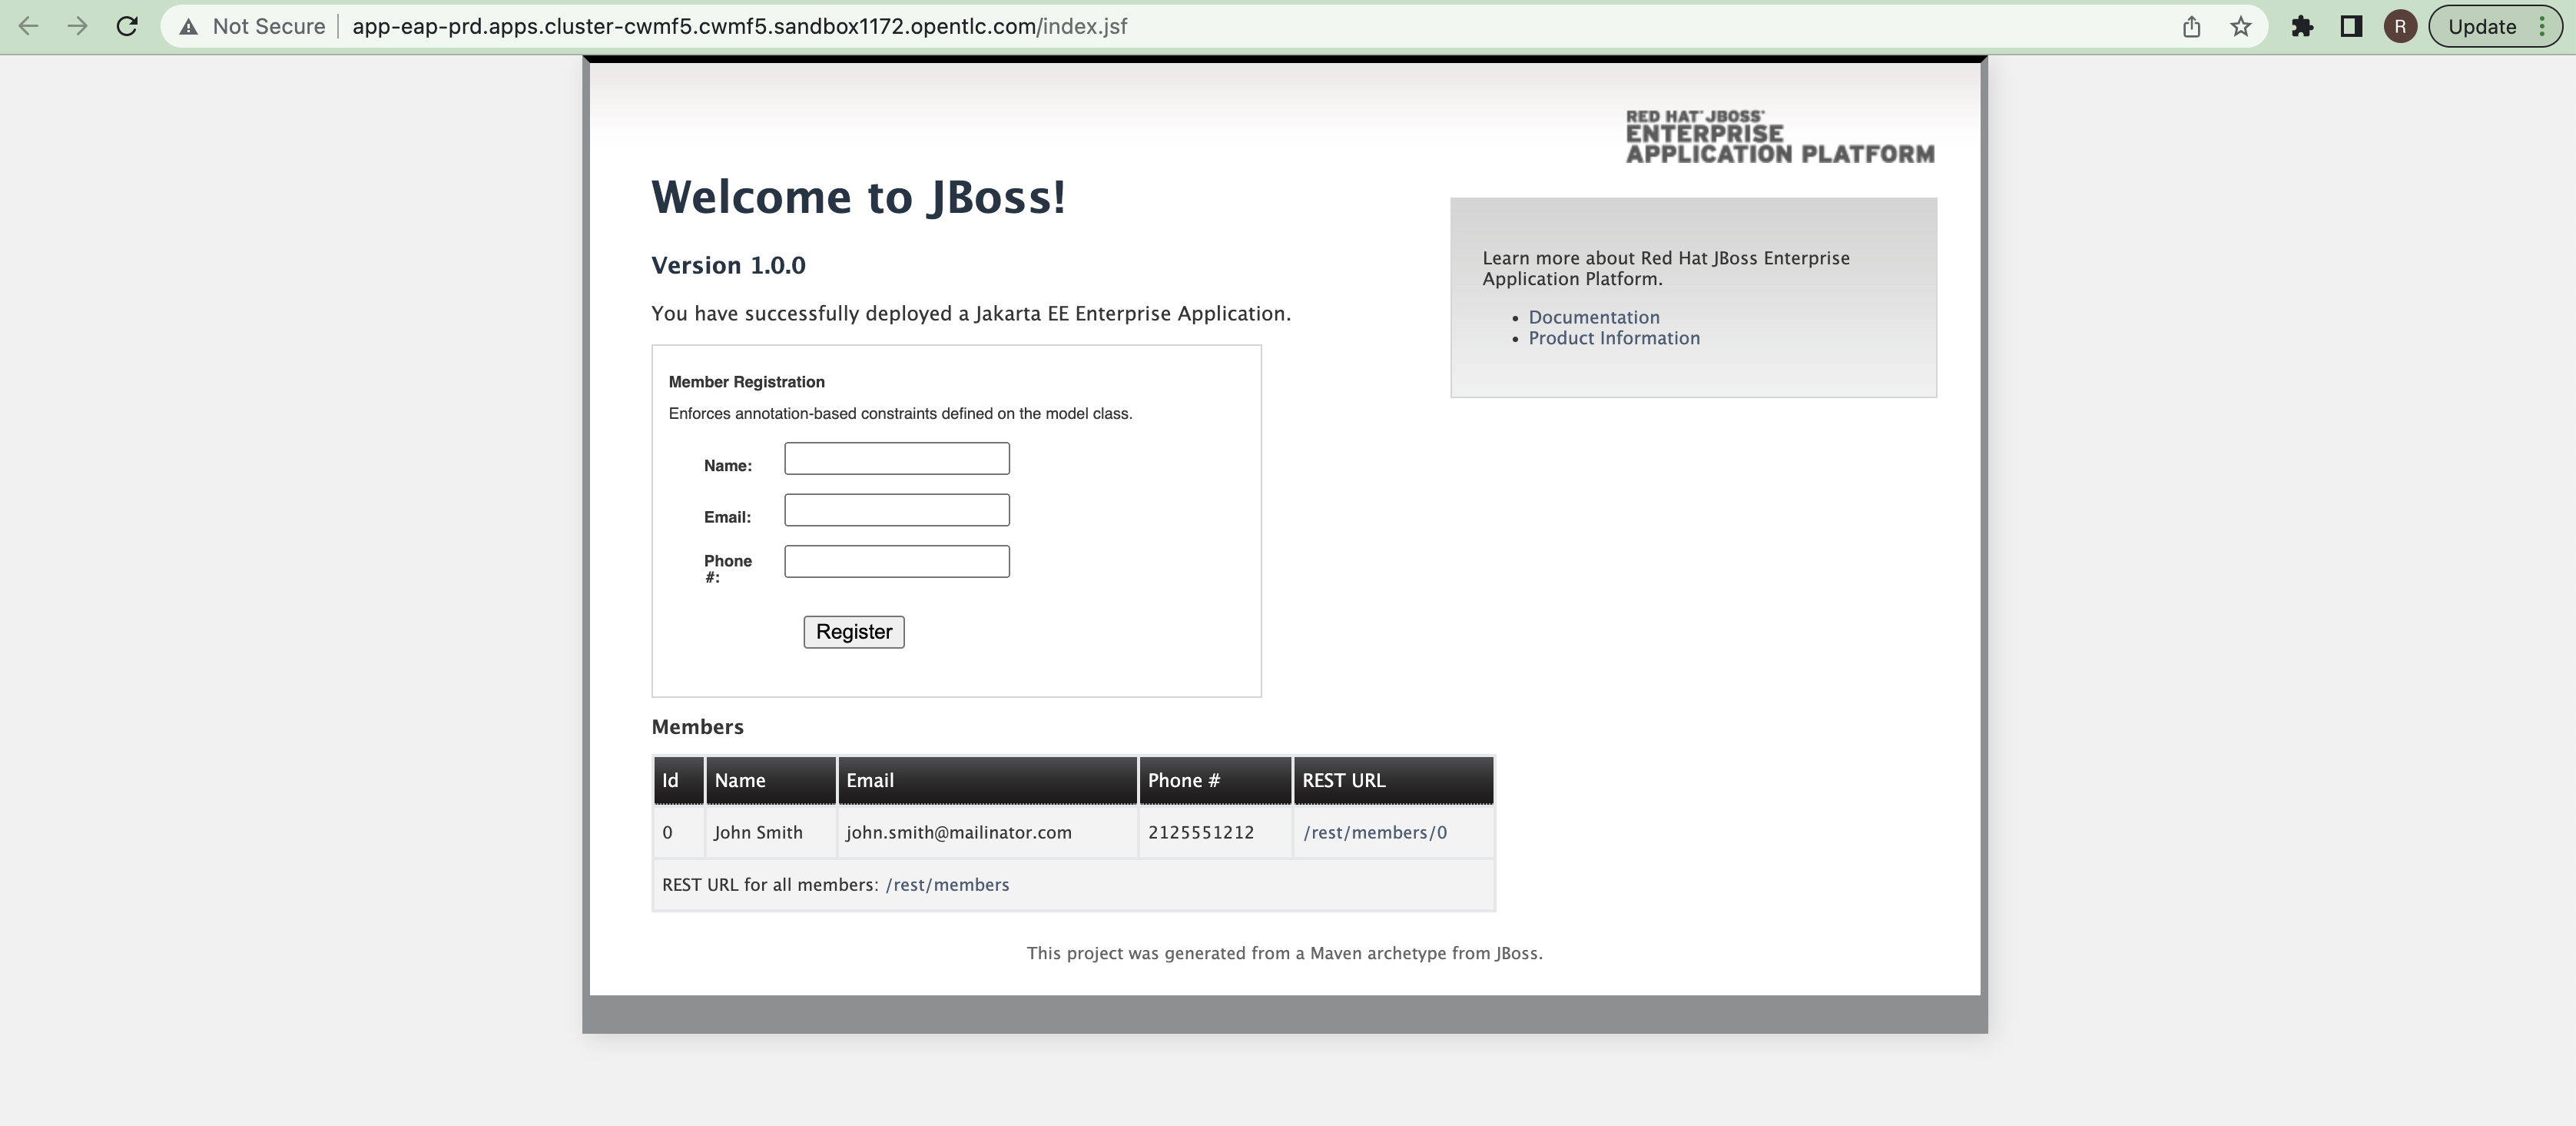 Not Secure app-eap-prd.apps.cluster-cwmf5.cwmf5.sandbox1172.opentlc.com/index.jsf R Update
RED HAT® JBOSS®
ENTERPRISE
APPLICATION PLATFORM
Welcome to JBoss!
Version 1.0.0
You have successfully deployed a Jakarta EE Enterprise Application.
Learn more about Red Hat JBoss Enterprise
Application Platform.
• Documentation
• Product Information
Member Registration
Enforces annotation-based constraints defined on the model class.
Name:
Email:
Phone
#:
Register
Members
Id Name Email Phone # REST URL
0 John Smith john.smith@mailinator.com 2125551212 /rest/members/0
REST URL for all members: /rest/members
This project was generated from a Maven archetype from JBoss.